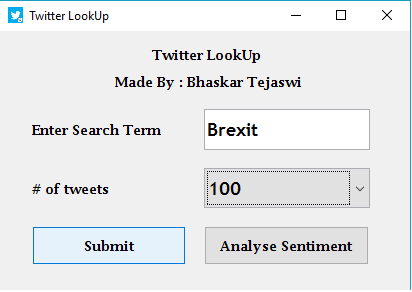 Twitter LookUp
Twitter LookUp
Made By : Bhaskar Tejaswi
Enter Search Term Brexit
# of tweets 100
Submit Analyse Sentiment